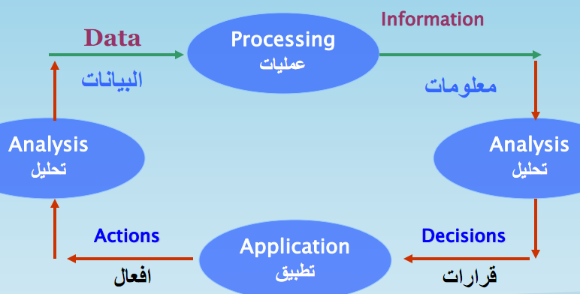 Data
البيانات
Processing
عمليات
Information
معلومات
Analysis
تحليل
Analysis
تحليل
Actions
افعال
Application
تطبيق
Decisions
قرارات